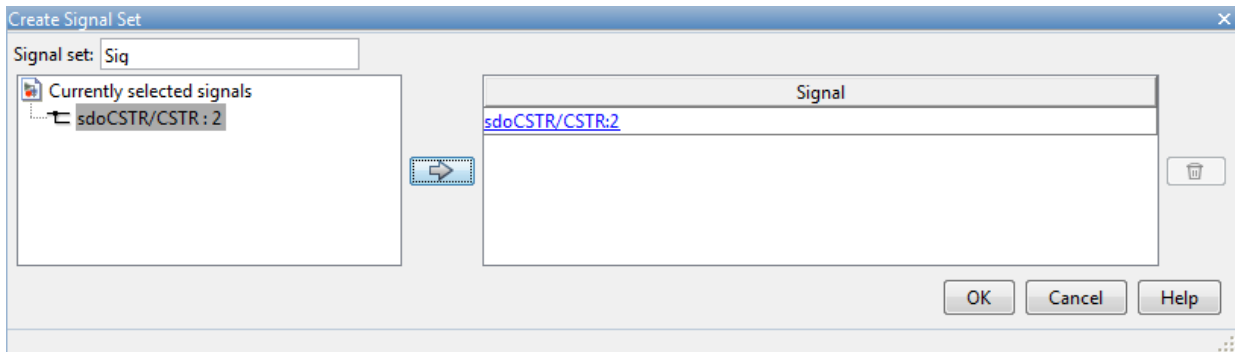 Create Signal Set
Signal set: Sig
Currently selected signals
sdoCSTR/CSTR : 2
Signal
sdoCSTR/CSTR:2
OK Cancel Help